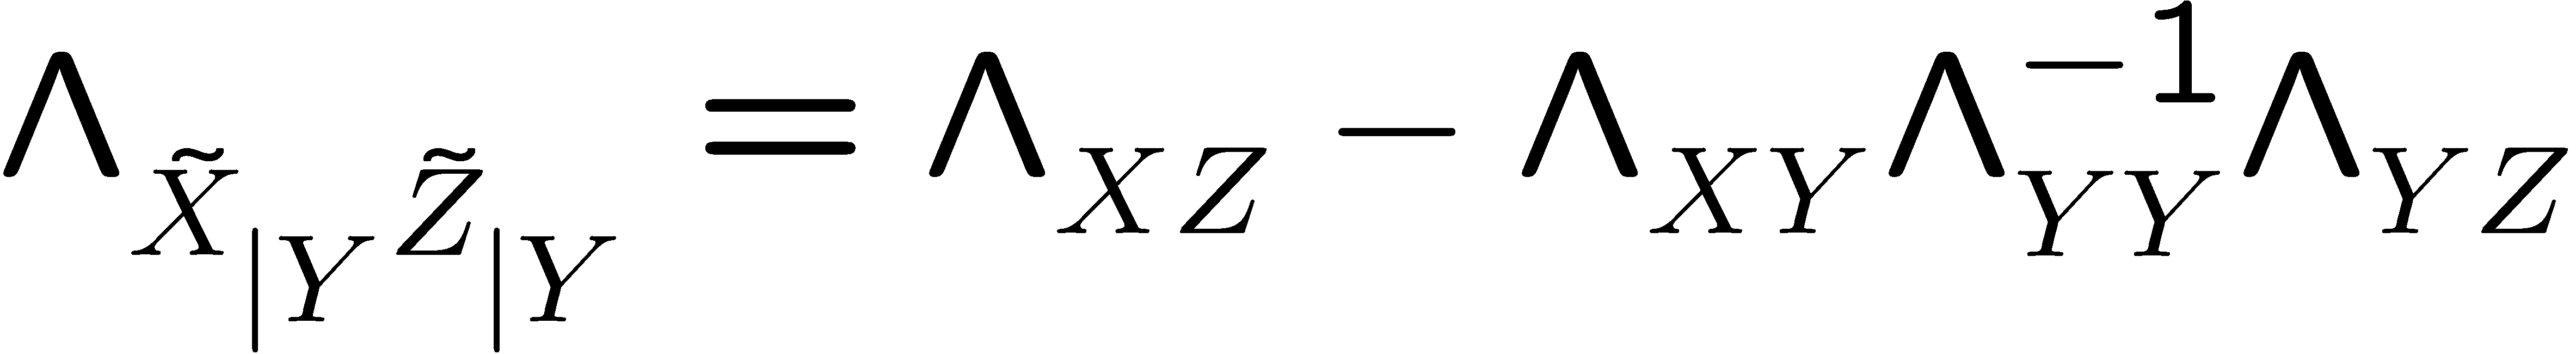 Λ_{\tilde{X}_{|Y}\tilde{Z}_{|Y}} = Λ_{XZ} − Λ_{XY}Λ_{YY}^{−1}Λ_{YZ}